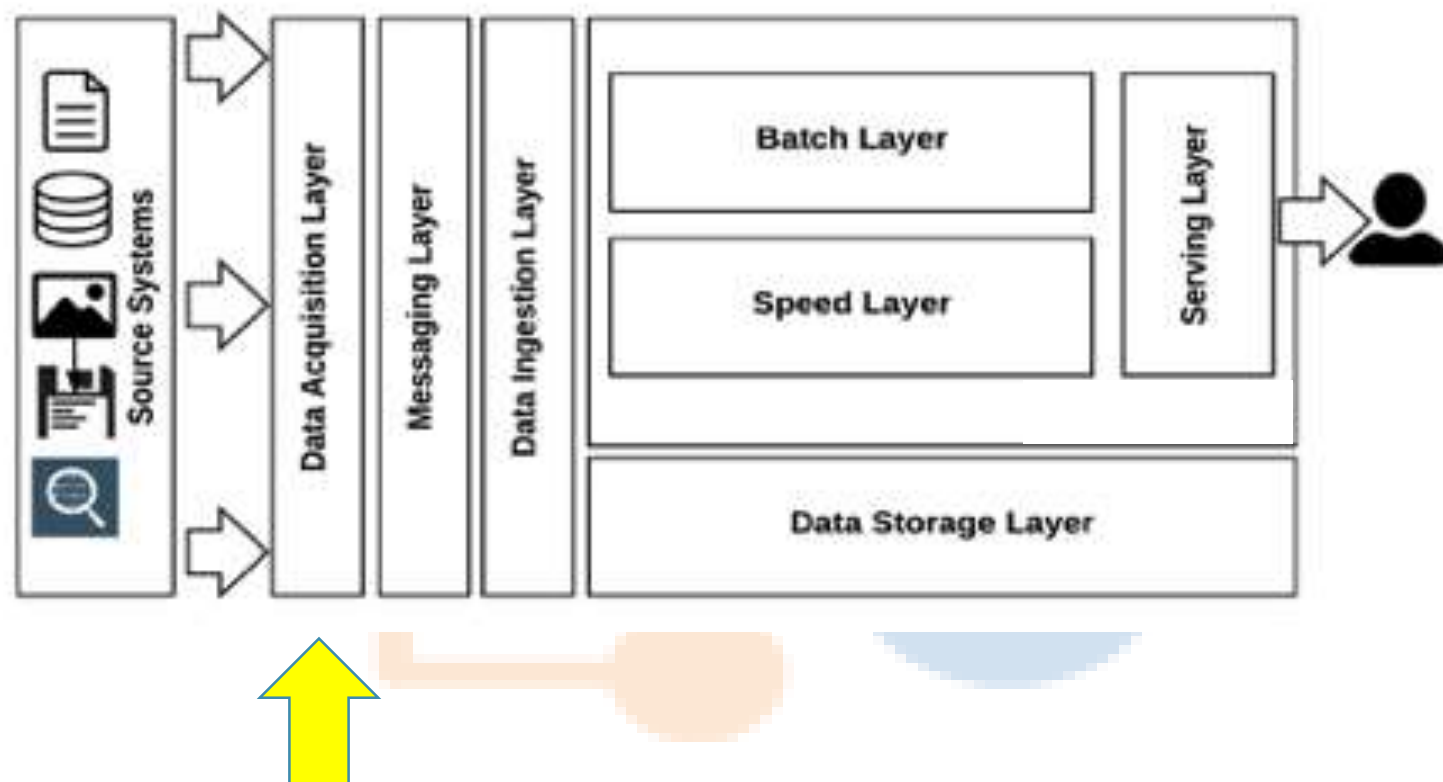 Source Systems
Data Acquisition Layer
Messaging Layer
Data Ingestion Layer
Batch Layer
Speed Layer
Serving Layer
Data Storage Layer